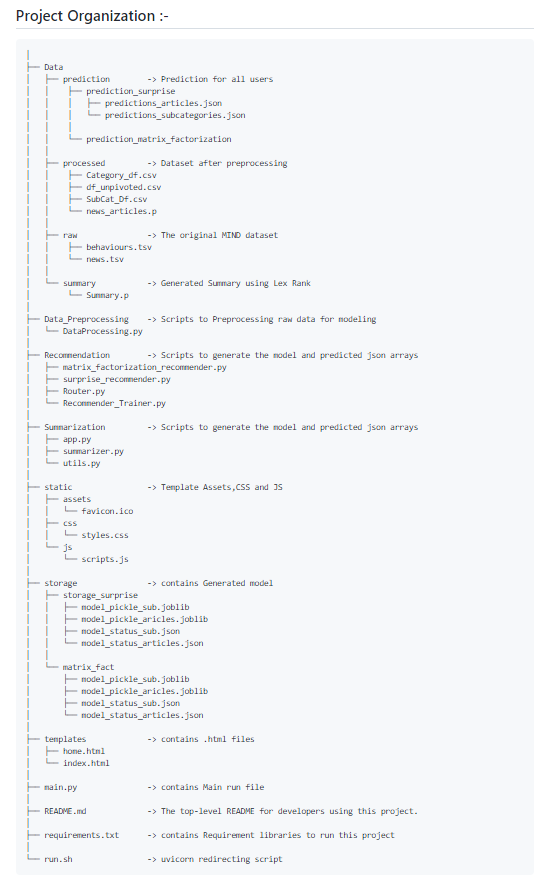 Project Organization :-
│
├── Data
│   ├── prediction        -> Prediction for all users
│   │    ├── prediction_surprise
│   │    │   ├── predictions_articles.json
│   │    │   └── predictions_subcategories.json
│   │    │
│   │    └── prediction_matrix_factorization
│   │
│   ├── processed         -> Dataset after preprocessing
│   │    ├── Category_df.csv
│   │    ├── df_unpivoted.csv
│   │    ├── SubCat_Df.csv
│   │    └── news_articles.p
│   │
│   ├── raw               -> The original MIND dataset
│   │    ├── behaviours.tsv
│   │    └── news.tsv
│   │
│   └── summary           -> Generated Summary using Lex Rank
│        └── Summary.p
│
├── Data_Preprocessing    -> Scripts to Preprocessing raw data for modeling
│   └── DataProcessing.py
│
├── Recommendation        -> Scripts to generate the model and predicted json arrays
│   ├── matrix_factorization_recommender.py
│   ├── surprise_recommender.py
│   ├── Router.py
│   └── Recommender_Trainer.py
│
├── Summarization         -> Scripts to generate the model and predicted json arrays
│   ├── app.py
│   ├── summarizer.py
│   └── utils.py
│
├── static                -> Template Assets,CSS and JS
│   ├── assets
│   │   └── favicon.ico
│   ├── css
│   │   └── styles.css
│   └── js
│       └── scripts.js
│
├── storage               -> contains Generated model
│   ├── storage_surprise
│   │   ├── model_pickle_sub.joblib
│   │   ├── model_pickle_aricles.joblib
│   │   ├── model_status_sub.json
│   │   └── model_status_articles.json
│   │
│   └── matrix_fact
│       ├── model_pickle_sub.joblib
│       ├── model_pickle_aricles.joblib
│       ├── model_status_sub.json
│       └── model_status_articles.json
│
├── templates             -> contains .html files
│   ├── home.html
│   └── index.html
│
├── main.py               -> contains Main run file
│
├── README.md             -> The top-level README for developers using this project.
│
├── requirements.txt      -> contains Requirement libraries to run this project
│
└── run.sh                -> uvicorn redirecting script